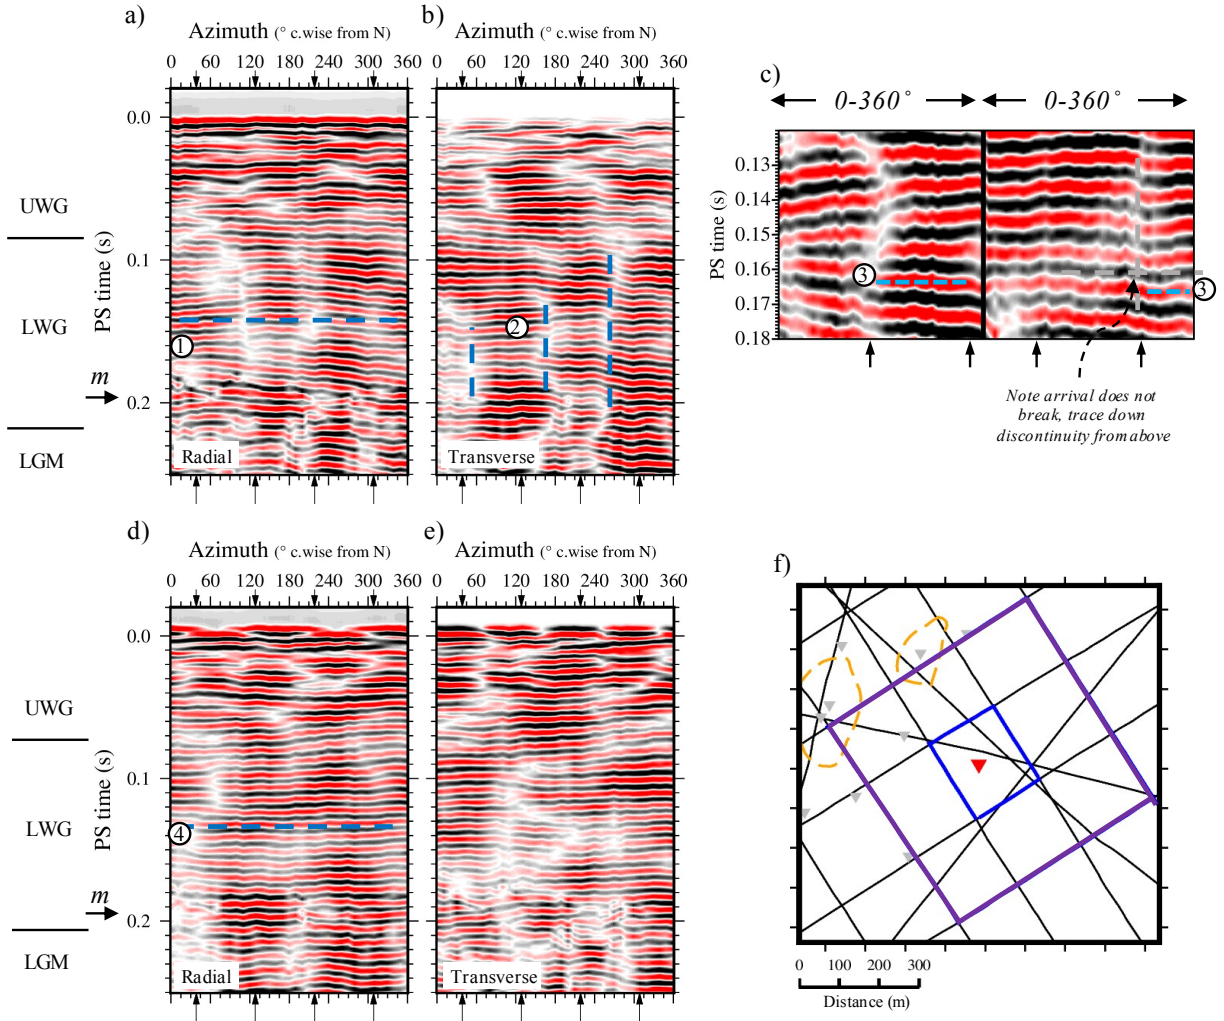 a)
Azimuth (° c.wise from N)
0 60 120 180 240 300 360
b)
Azimuth (° c.wise from N)
0 60 120 180 240 300 360
UWG
LWG
m
LGM
PS time (s)
0.0
0.1
0.2
1
Radial
2
Transverse
c)
0-360° 0-360°
PS time (s)
0.13
0.14
0.15
0.16
0.17
0.18
3
3
Note arrival does not
break, trace down
discontinuity from above
d)
Azimuth (° c.wise from N)
0 60 120 180 240 300 360
e)
Azimuth (° c.wise from N)
0 60 120 180 240 300 360
UWG
LWG
m
LGM
PS time (s)
0.0
0.1
0.2
4
Radial
Transverse
f)
0 100 200 300
Distance (m)